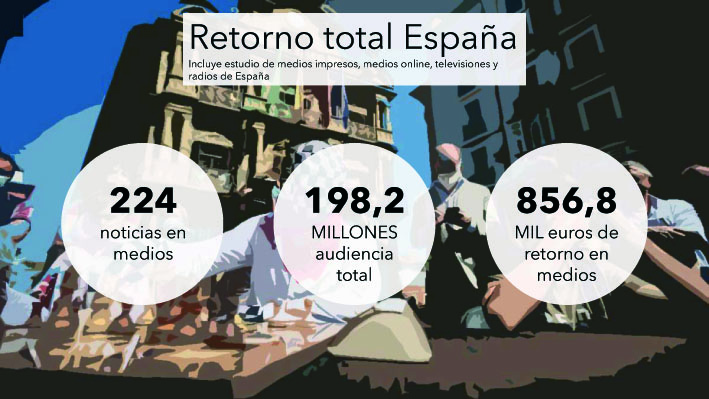 Retorno total España
Incluye estudio de medios impresos, medios online, televisiones y
radios de España
224
noticias en
medios
198,2
MILLONES
audiencia
total
856,8
MIL euros de
retorno en
medios